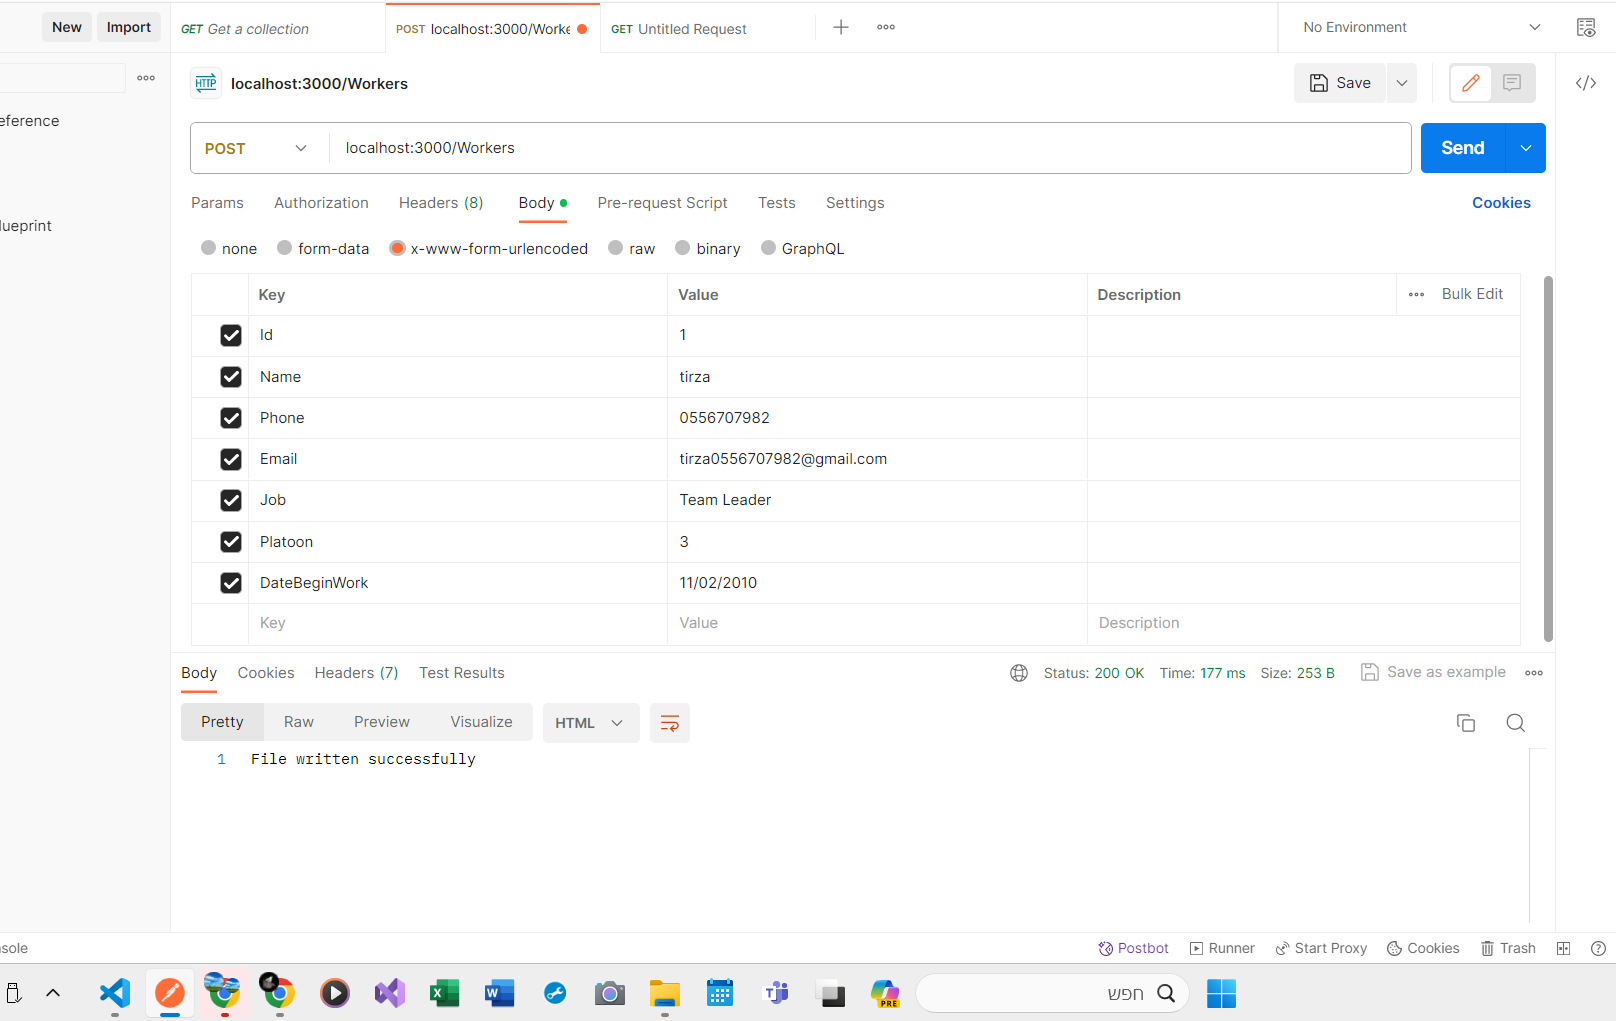 New Import GET Get a collection POST localhost:3000/Worke GET Untitled Request No Environment
HTTP localhost:3000/Workers Save
eference
POST localhost:3000/Workers Send
Params Authorization Headers (8) Body Pre-request Script Tests Settings Cookies
lueprint
none form-data x-www-form-urlencoded raw binary GraphQL
Key Value Description Bulk Edit
Id 1
Name tirza
Phone 0556707982
Email tirza0556707982@gmail.com
Job Team Leader
Platoon 3
DateBeginWork 11/02/2010
Key Value Description
Body Cookies Headers (7) Test Results Status: 200 OK Time: 177 ms Size: 253 B Save as example
Pretty Raw Preview Visualize HTML
1 File written successfully
nsole Postbot Runner Start Proxy Cookies Trash
PRE חפש